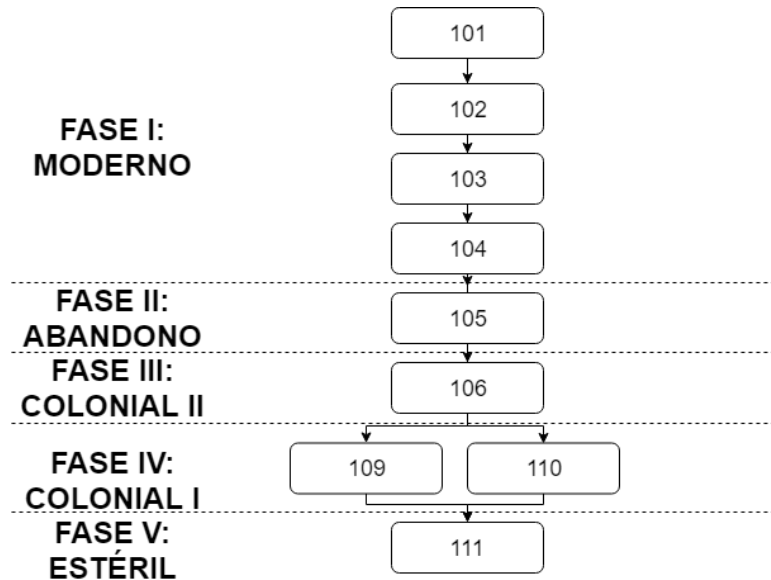 101
102
FASE I:
MODERNO
103
104
FASE II:
ABANDONO
105
FASE III:
COLONIAL II
106
FASE IV:
COLONIAL I
109
110
FASE V:
ESTÉRIL
111